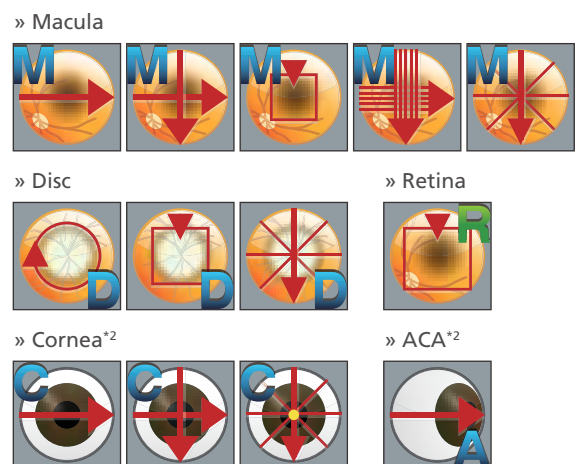 » Macula
M M M M M
» Disc » Retina
D D D R
» Cornea*2 » ACA*2
C C C A